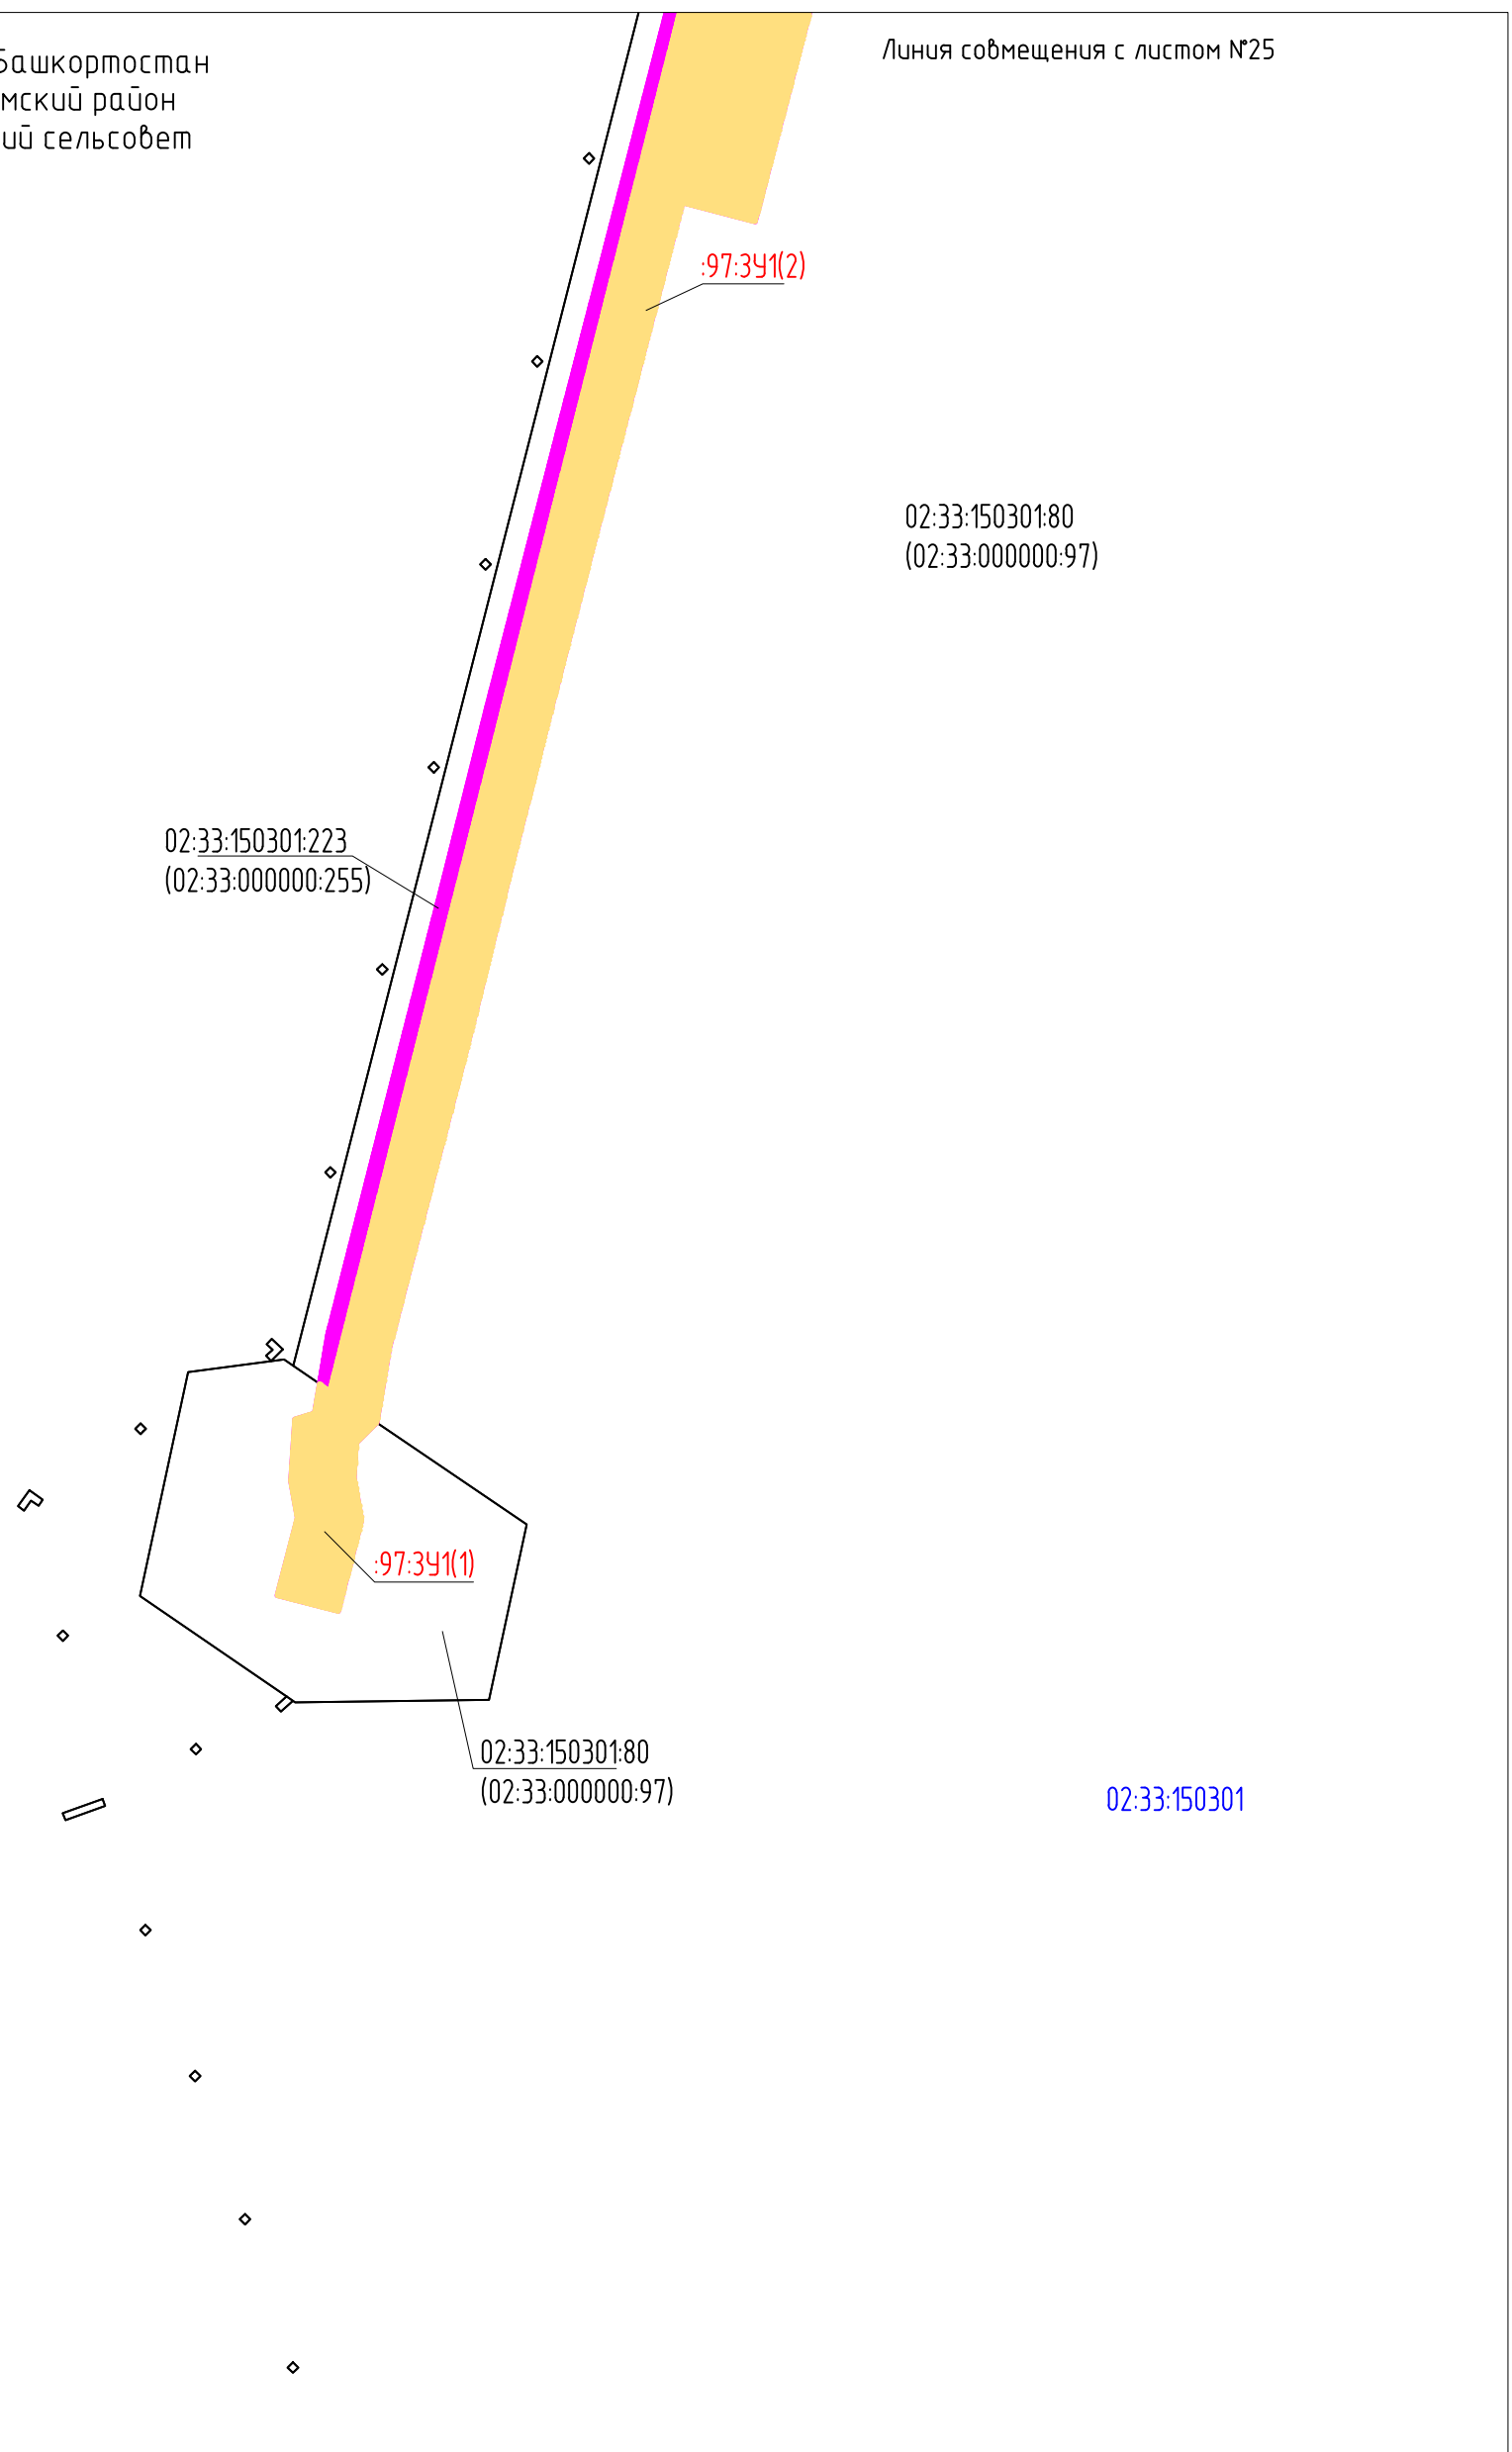 Башкортостан
мский район
ий сельсовет
Линия совмещения с листом №25
:97:ЗУ1(2)
02:33:150301:80
(02:33:000000:97)
02:33:150301:223
(02:33:000000:255)
:97:ЗУ1(1)
02:33:150301:80
(02:33:000000:97)
02:33:150301